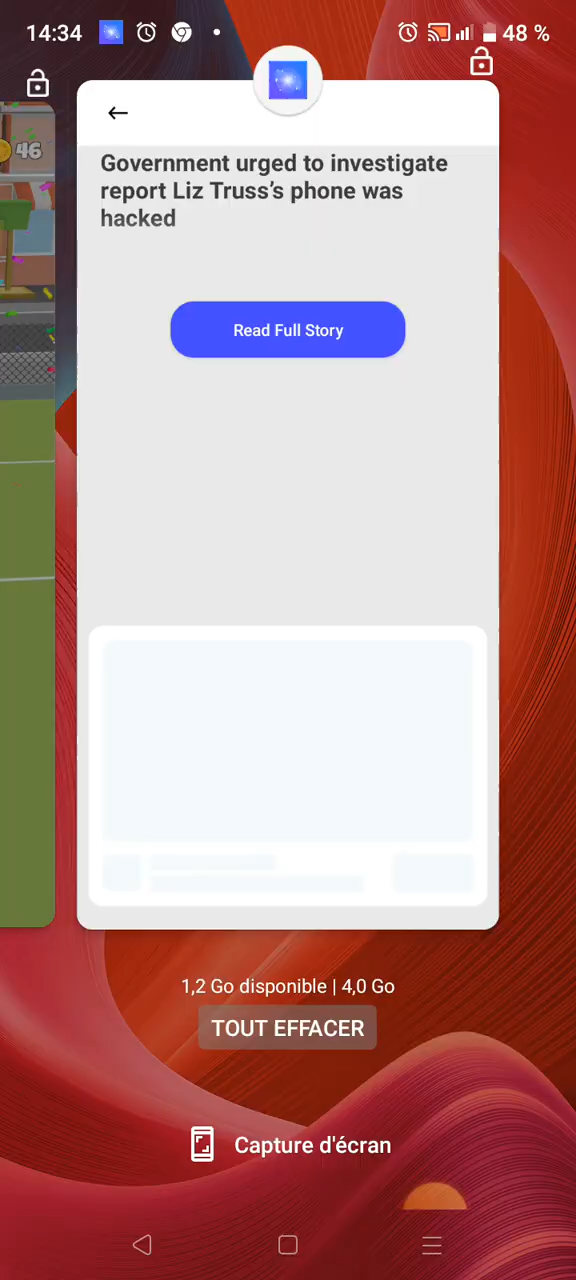 14:34
48 %
46
Government urged to investigate
report Liz Truss’s phone was
hacked
Read Full Story
1,2 Go disponible | 4,0 Go
TOUT EFFACER
Capture d'écran